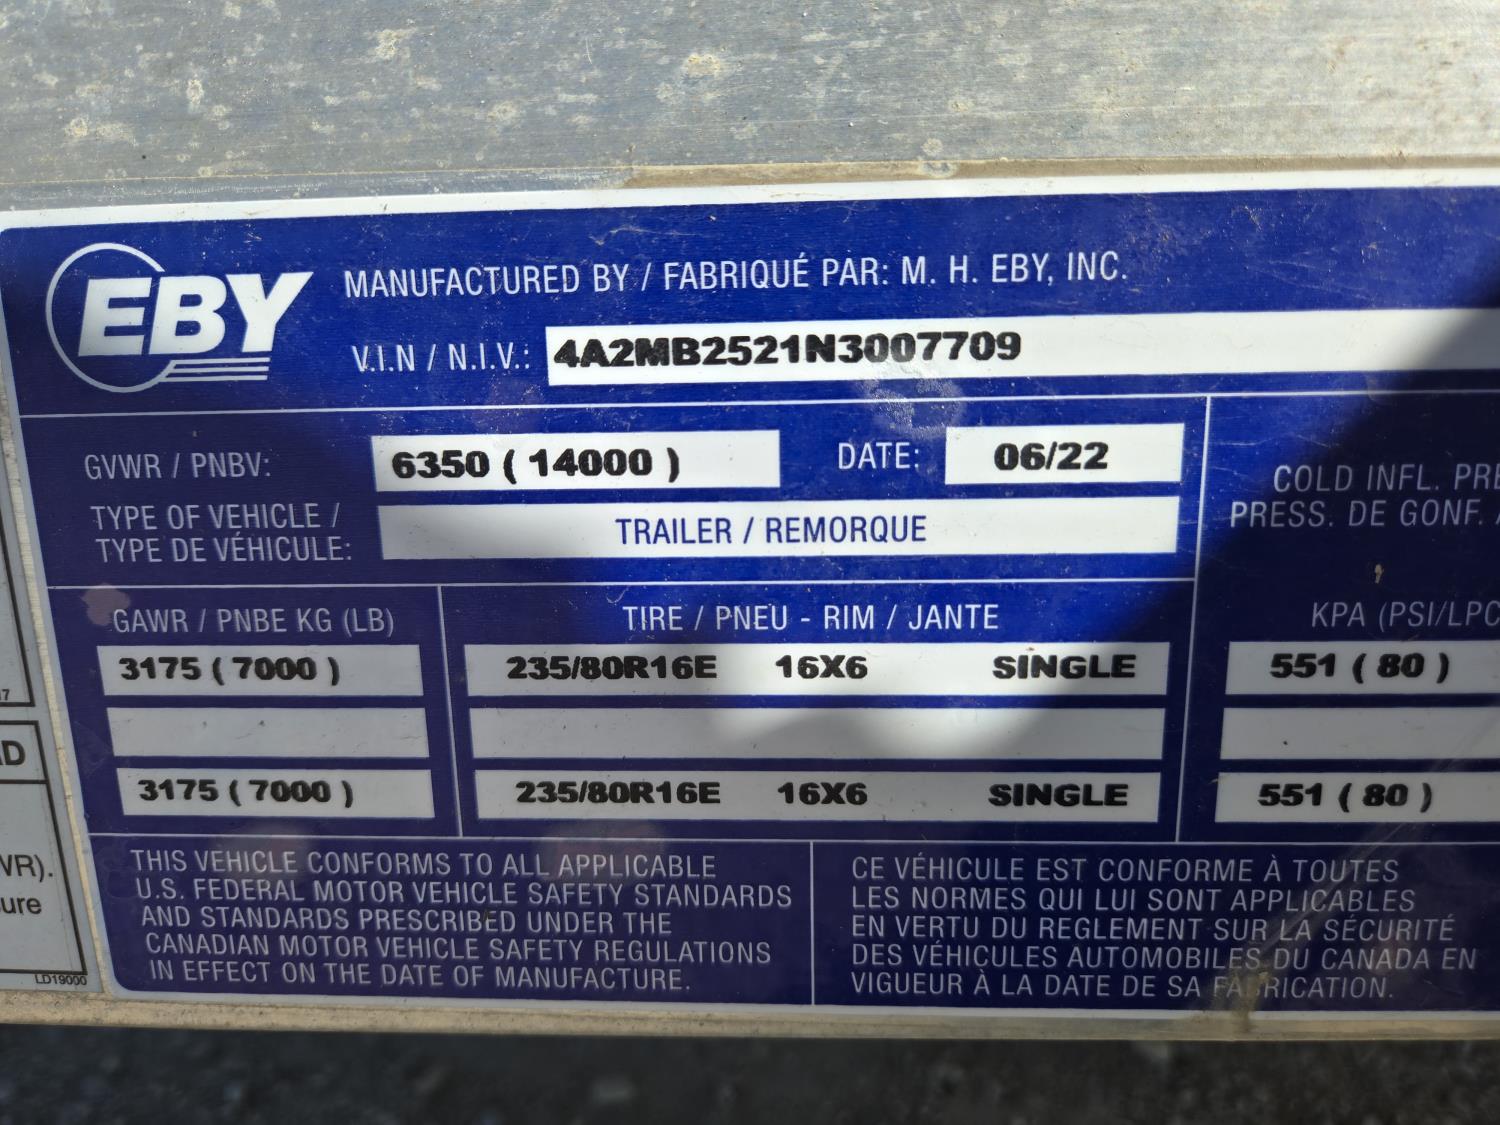 EBY
MANUFACTURED BY / FABRIQUÉ PAR: M. H. EBY, INC.
V.I.N / N.I.V.: 4A2MB2521N3007709
GVWR / PNBV: 6350 ( 14000 ) DATE: 06/22
TYPE OF VEHICLE /
TYPE DE VÉHICULE: TRAILER / REMORQUE
COLD INFL.
PRESS. DE GONF.
GAWR / PNBE KG (LB) TIRE / PNEU - RIM / JANTE KPA (PSI/LPC
3175 ( 7000 ) 235/80R16E 16X6 SINGLE 551 ( 80 )
3175 ( 7000 ) 235/80R16E 16X6 SINGLE 551 ( 80 )
THIS VEHICLE CONFORMS TO ALL APPLICABLE
U.S. FEDERAL MOTOR VEHICLE SAFETY STANDARDS
AND STANDARDS PRESCRIBED UNDER THE
CANADIAN MOTOR VEHICLE SAFETY REGULATIONS
IN EFFECT ON THE DATE OF MANUFACTURE.
CE VÉHICULE EST CONFORME À TOUTES
LES NORMES QUI LUI SONT APPLICABLES
EN VERTU DU REGLEMENT SUR LA SÉCURITÉ
DES VÉHICULES AUTOMOBILES DU CANADA EN
VIGUEUR À LA DATE DE SA FABRICATION.
LD19000